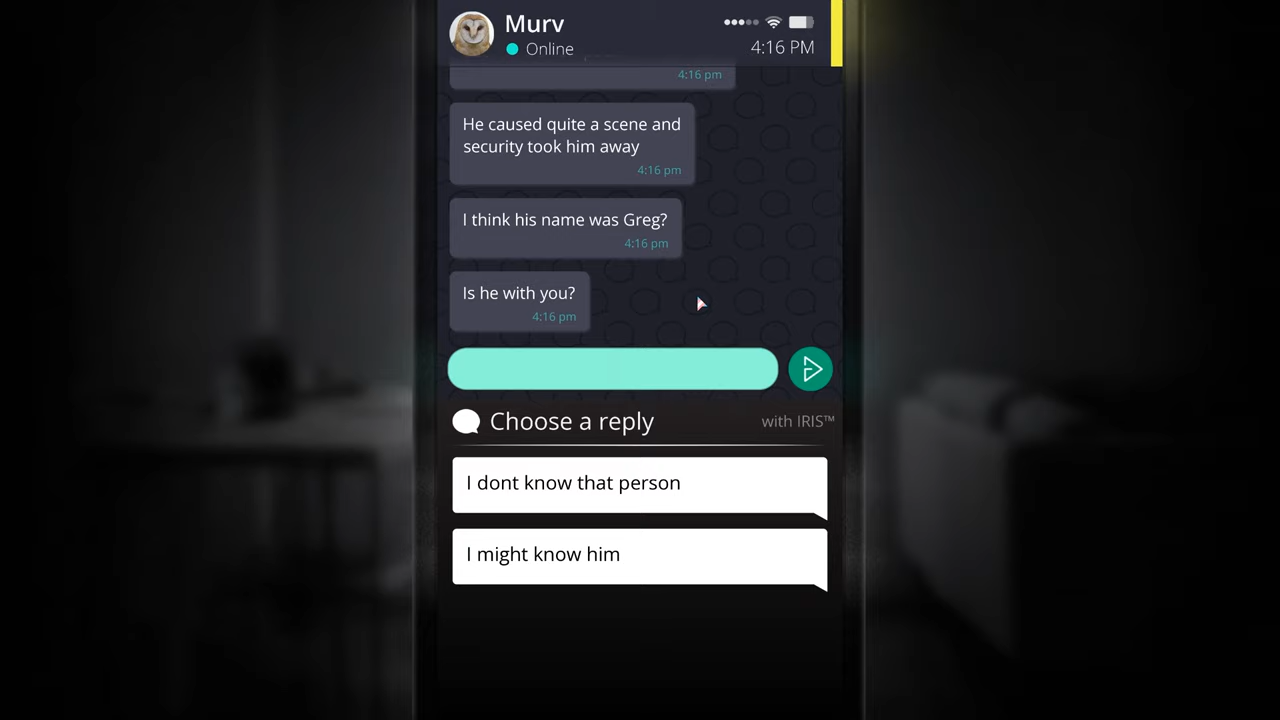 Murv
Online
4:16 PM
4:16 pm
He caused quite a scene and
security took him away
4:16 pm
I think his name was Greg?
4:16 pm
Is he with you?
4:16 pm
Choose a reply
with IRIS™
I dont know that person
I might know him